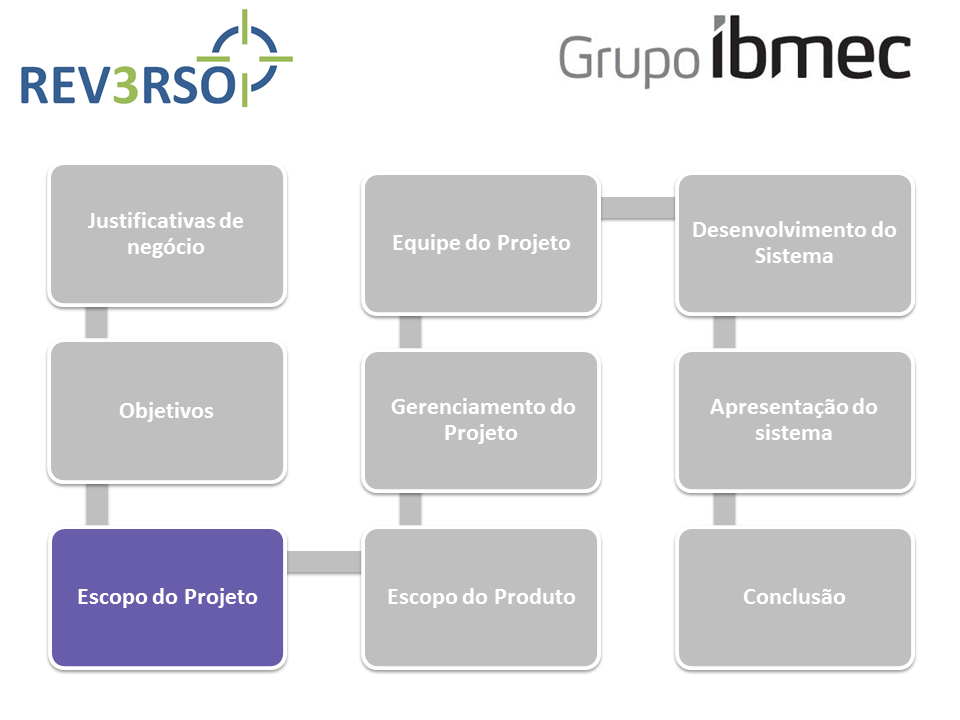 REV3RSO
Grupo ibmec
Justificativas de
negócio
Objetivos
Escopo do Projeto
Escopo do Produto
Gerenciamento do
Projeto
Equipe do Projeto
Desenvolvimento do
Sistema
Apresentação do
sistema
Conclusão